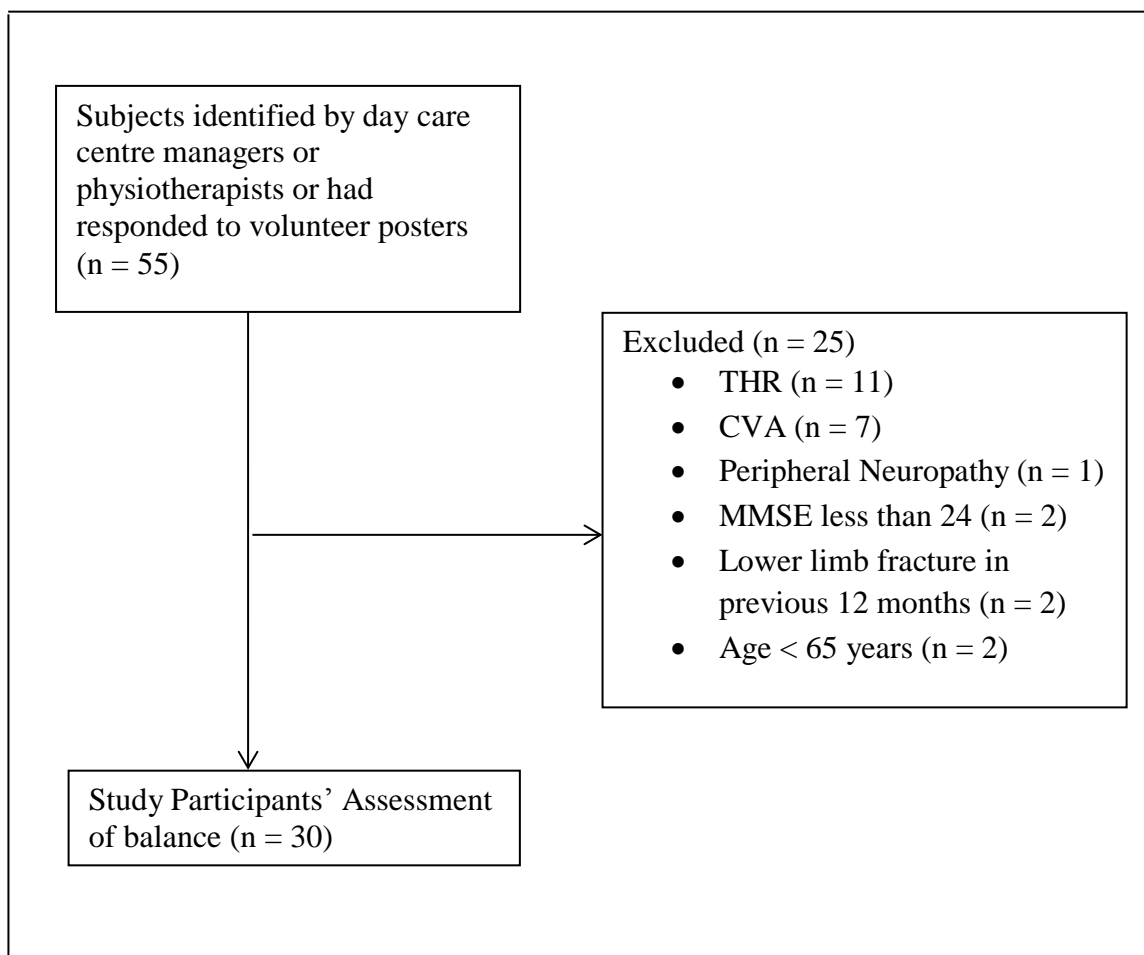 Subjects identified by day care
centre managers or
physiotherapists or had
responded to volunteer posters
(n = 55)
Excluded (n = 25)
• THR (n = 11)
• CVA (n = 7)
• Peripheral Neuropathy (n = 1)
• MMSE less than 24 (n = 2)
• Lower limb fracture in
previous 12 months (n = 2)
• Age < 65 years (n = 2)
Study Participants’ Assessment
of balance (n = 30)